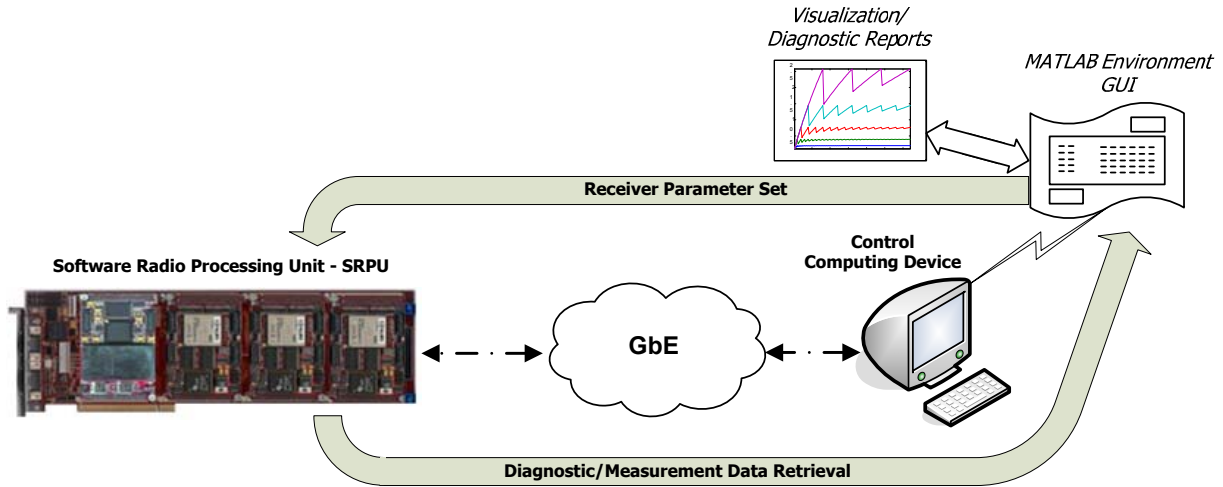 Visualization/
Diagnostic Reports
MATLAB Environment
GUI
Receiver Parameter Set
Control
Computing Device
Software Radio Processing Unit - SRPU
GbE
Diagnostic/Measurement Data Retrieval